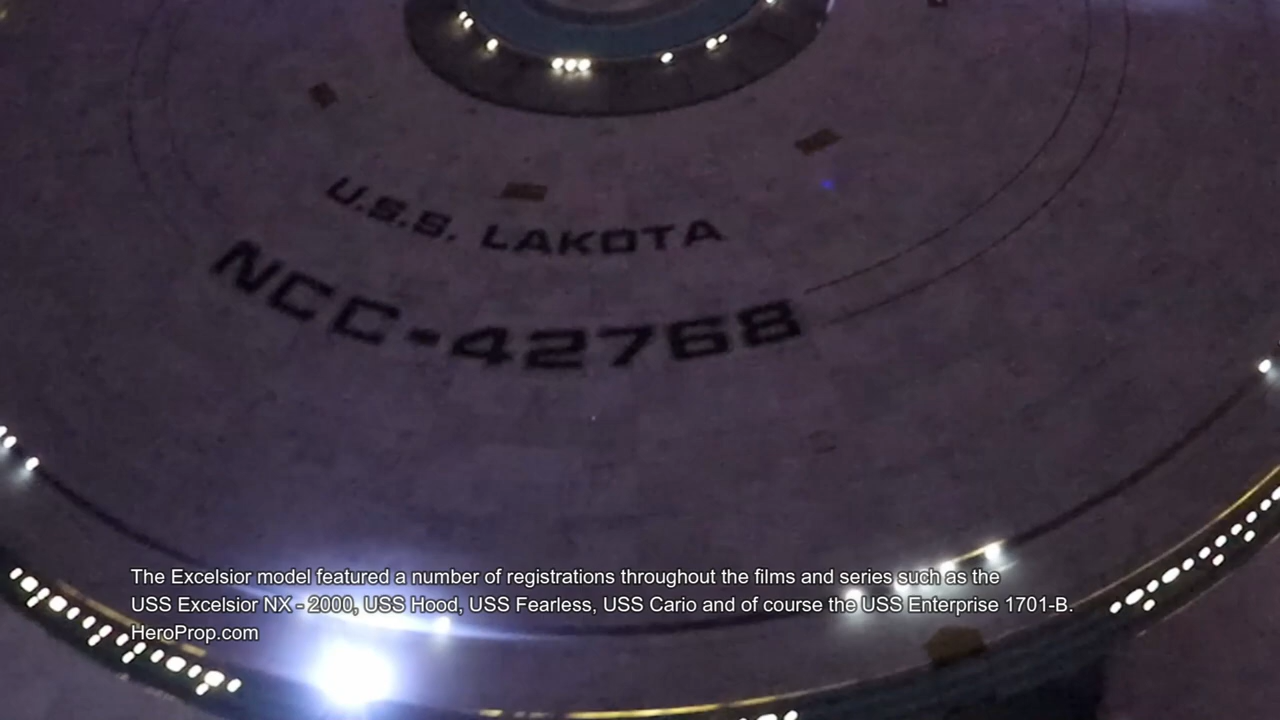 U.S.S. LAKOTA
NCC-42768
The Excelsior model featured a number of registrations throughout the films and series such as the
USS Excelsior NX - 2000, USS Hood, USS Fearless, USS Cario and of course the USS Enterprise 1701-B.
HeroProp.com